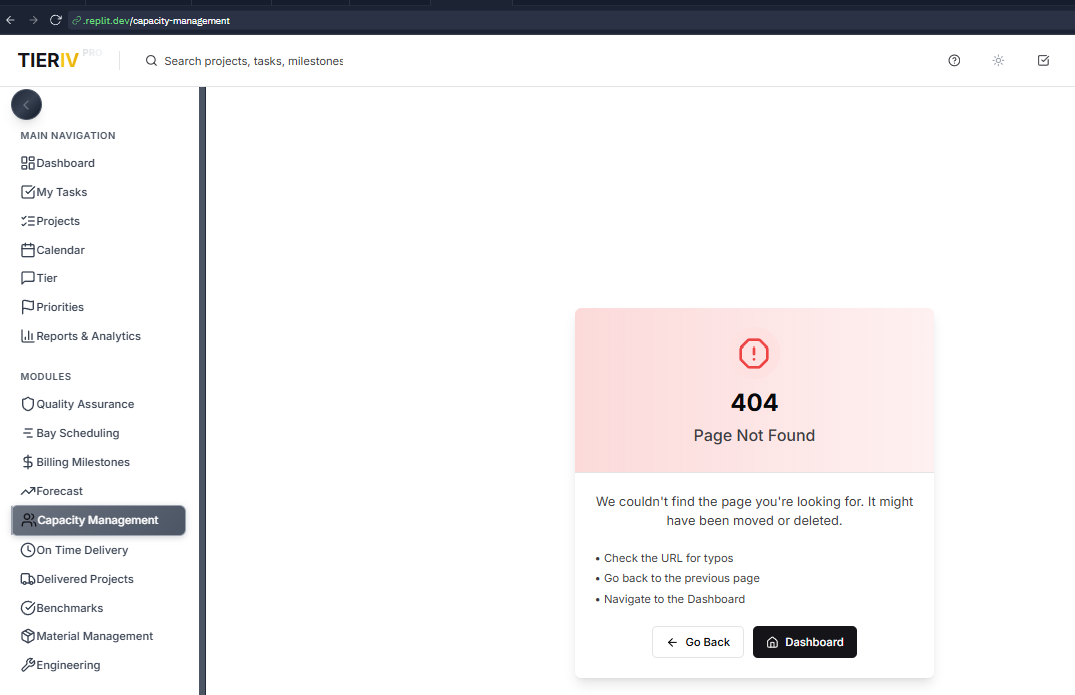 .replit.dev/capacity-management
TIERIV PRO
Search projects, tasks, milestones
MAIN NAVIGATION
Dashboard
My Tasks
Projects
Calendar
Tier
Priorities
Reports & Analytics
MODULES
Quality Assurance
Bay Scheduling
Billing Milestones
Forecast
Capacity Management
On Time Delivery
Delivered Projects
Benchmarks
Material Management
Engineering
404
Page Not Found
We couldn't find the page you're looking for. It might
have been moved or deleted.
• Check the URL for typos
• Go back to the previous page
• Navigate to the Dashboard
Go Back
Dashboard